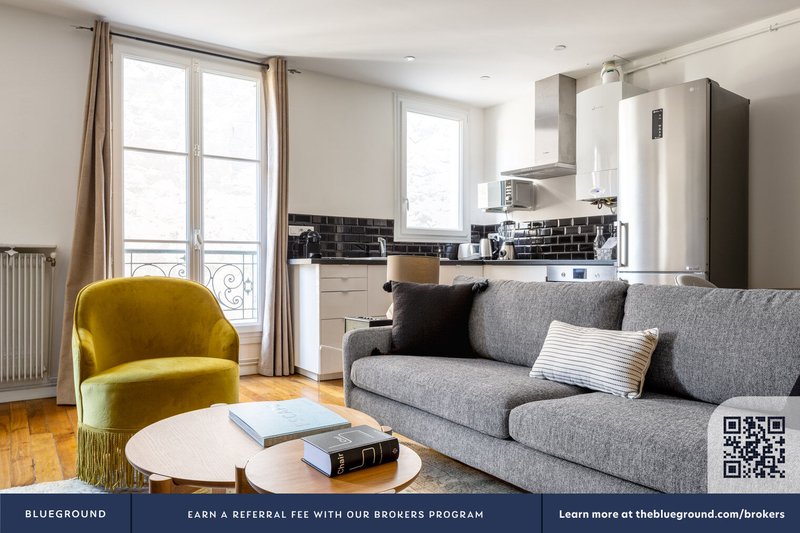 Chair
BLUEGROUND
EARN A REFERRAL FEE WITH OUR BROKERS PROGRAM
Learn more at theblueground.com/brokers